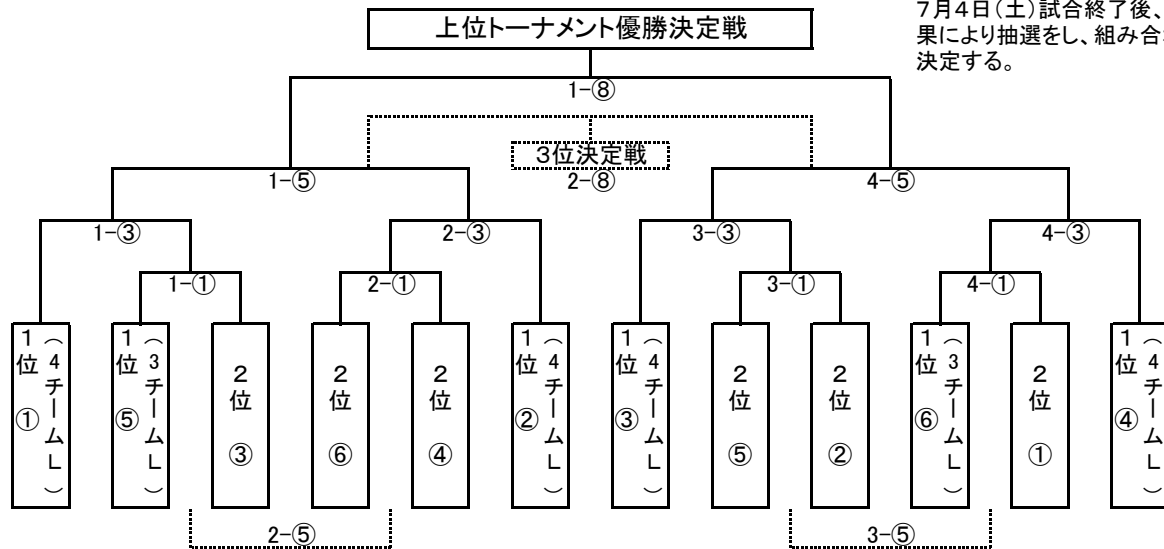 上位トーナメント優勝決定戦
7月4日(土)試合終了後、
果により抽選をし、組み合
決定する。
1-⑧
3位決定戦
2-⑧
1-⑤
4-⑤
1-③
2-③
3-③
4-③
1-①
2-①
3-①
4-①
1位 ①(4チームL)
1位 ⑤(3チームL)
2位 ③
2位 ⑥
2位 ④
1位 ②(4チームL)
1位 ③(4チームL)
2位 ⑤
2位 ②
1位 ⑥(3チームL)
2位 ①
1位 ④(4チームL)
2-⑤
3-⑤